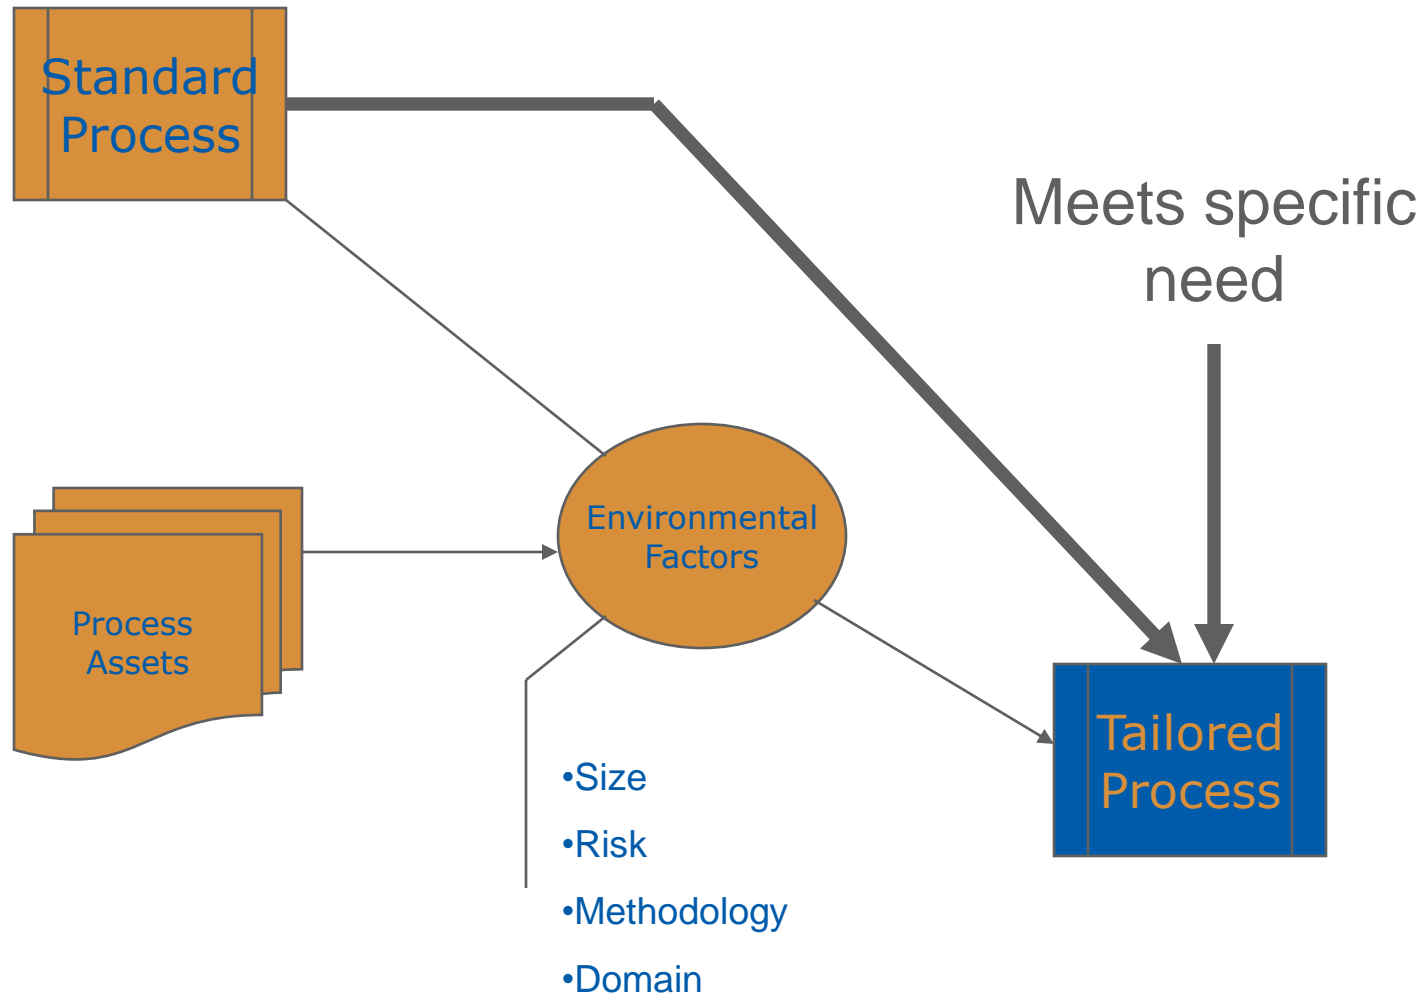 Standard
Process
Meets specific
need
Environmental
Factors
Process
Assets
Tailored
Process
•Size
•Risk
•Methodology
•Domain